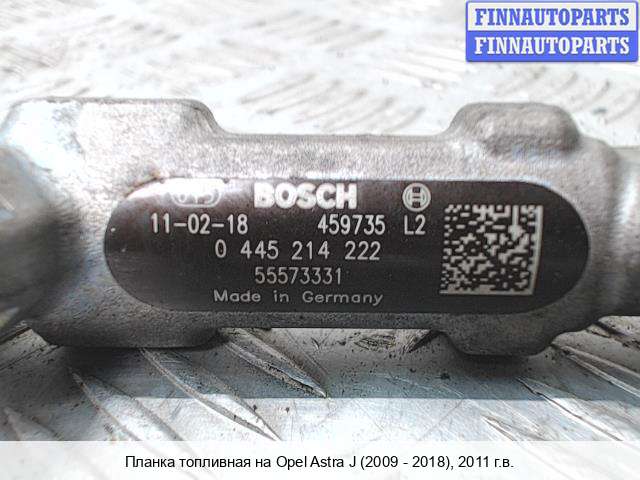 FINNAUTOPARTS
FINNAUTOPARTS
BOSCH
11-02-18 459735 L2
0 445 214 222
55573331
Made in Germany
Планка топливная на Opel Astra J (2009 - 2018), 2011 г.в.